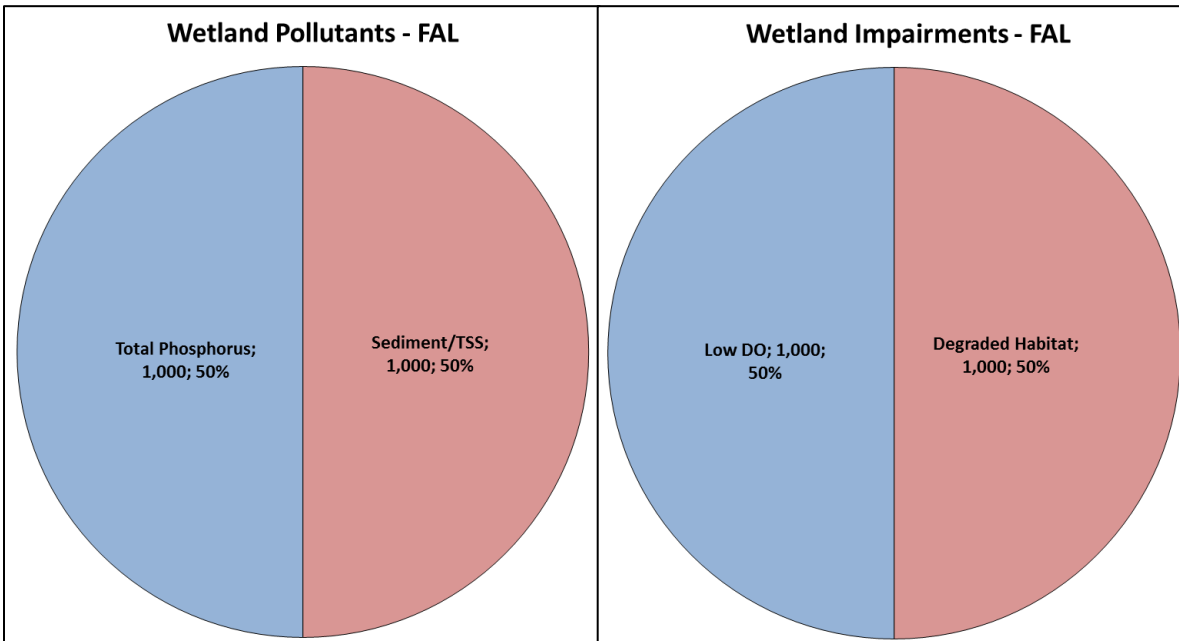 Wetland Pollutants - FAL
Total Phosphorus;
1,000; 50%
Sediment/TSS;
1,000; 50%
Wetland Impairments - FAL
Low DO; 1,000;
50%
Degraded Habitat;
1,000; 50%